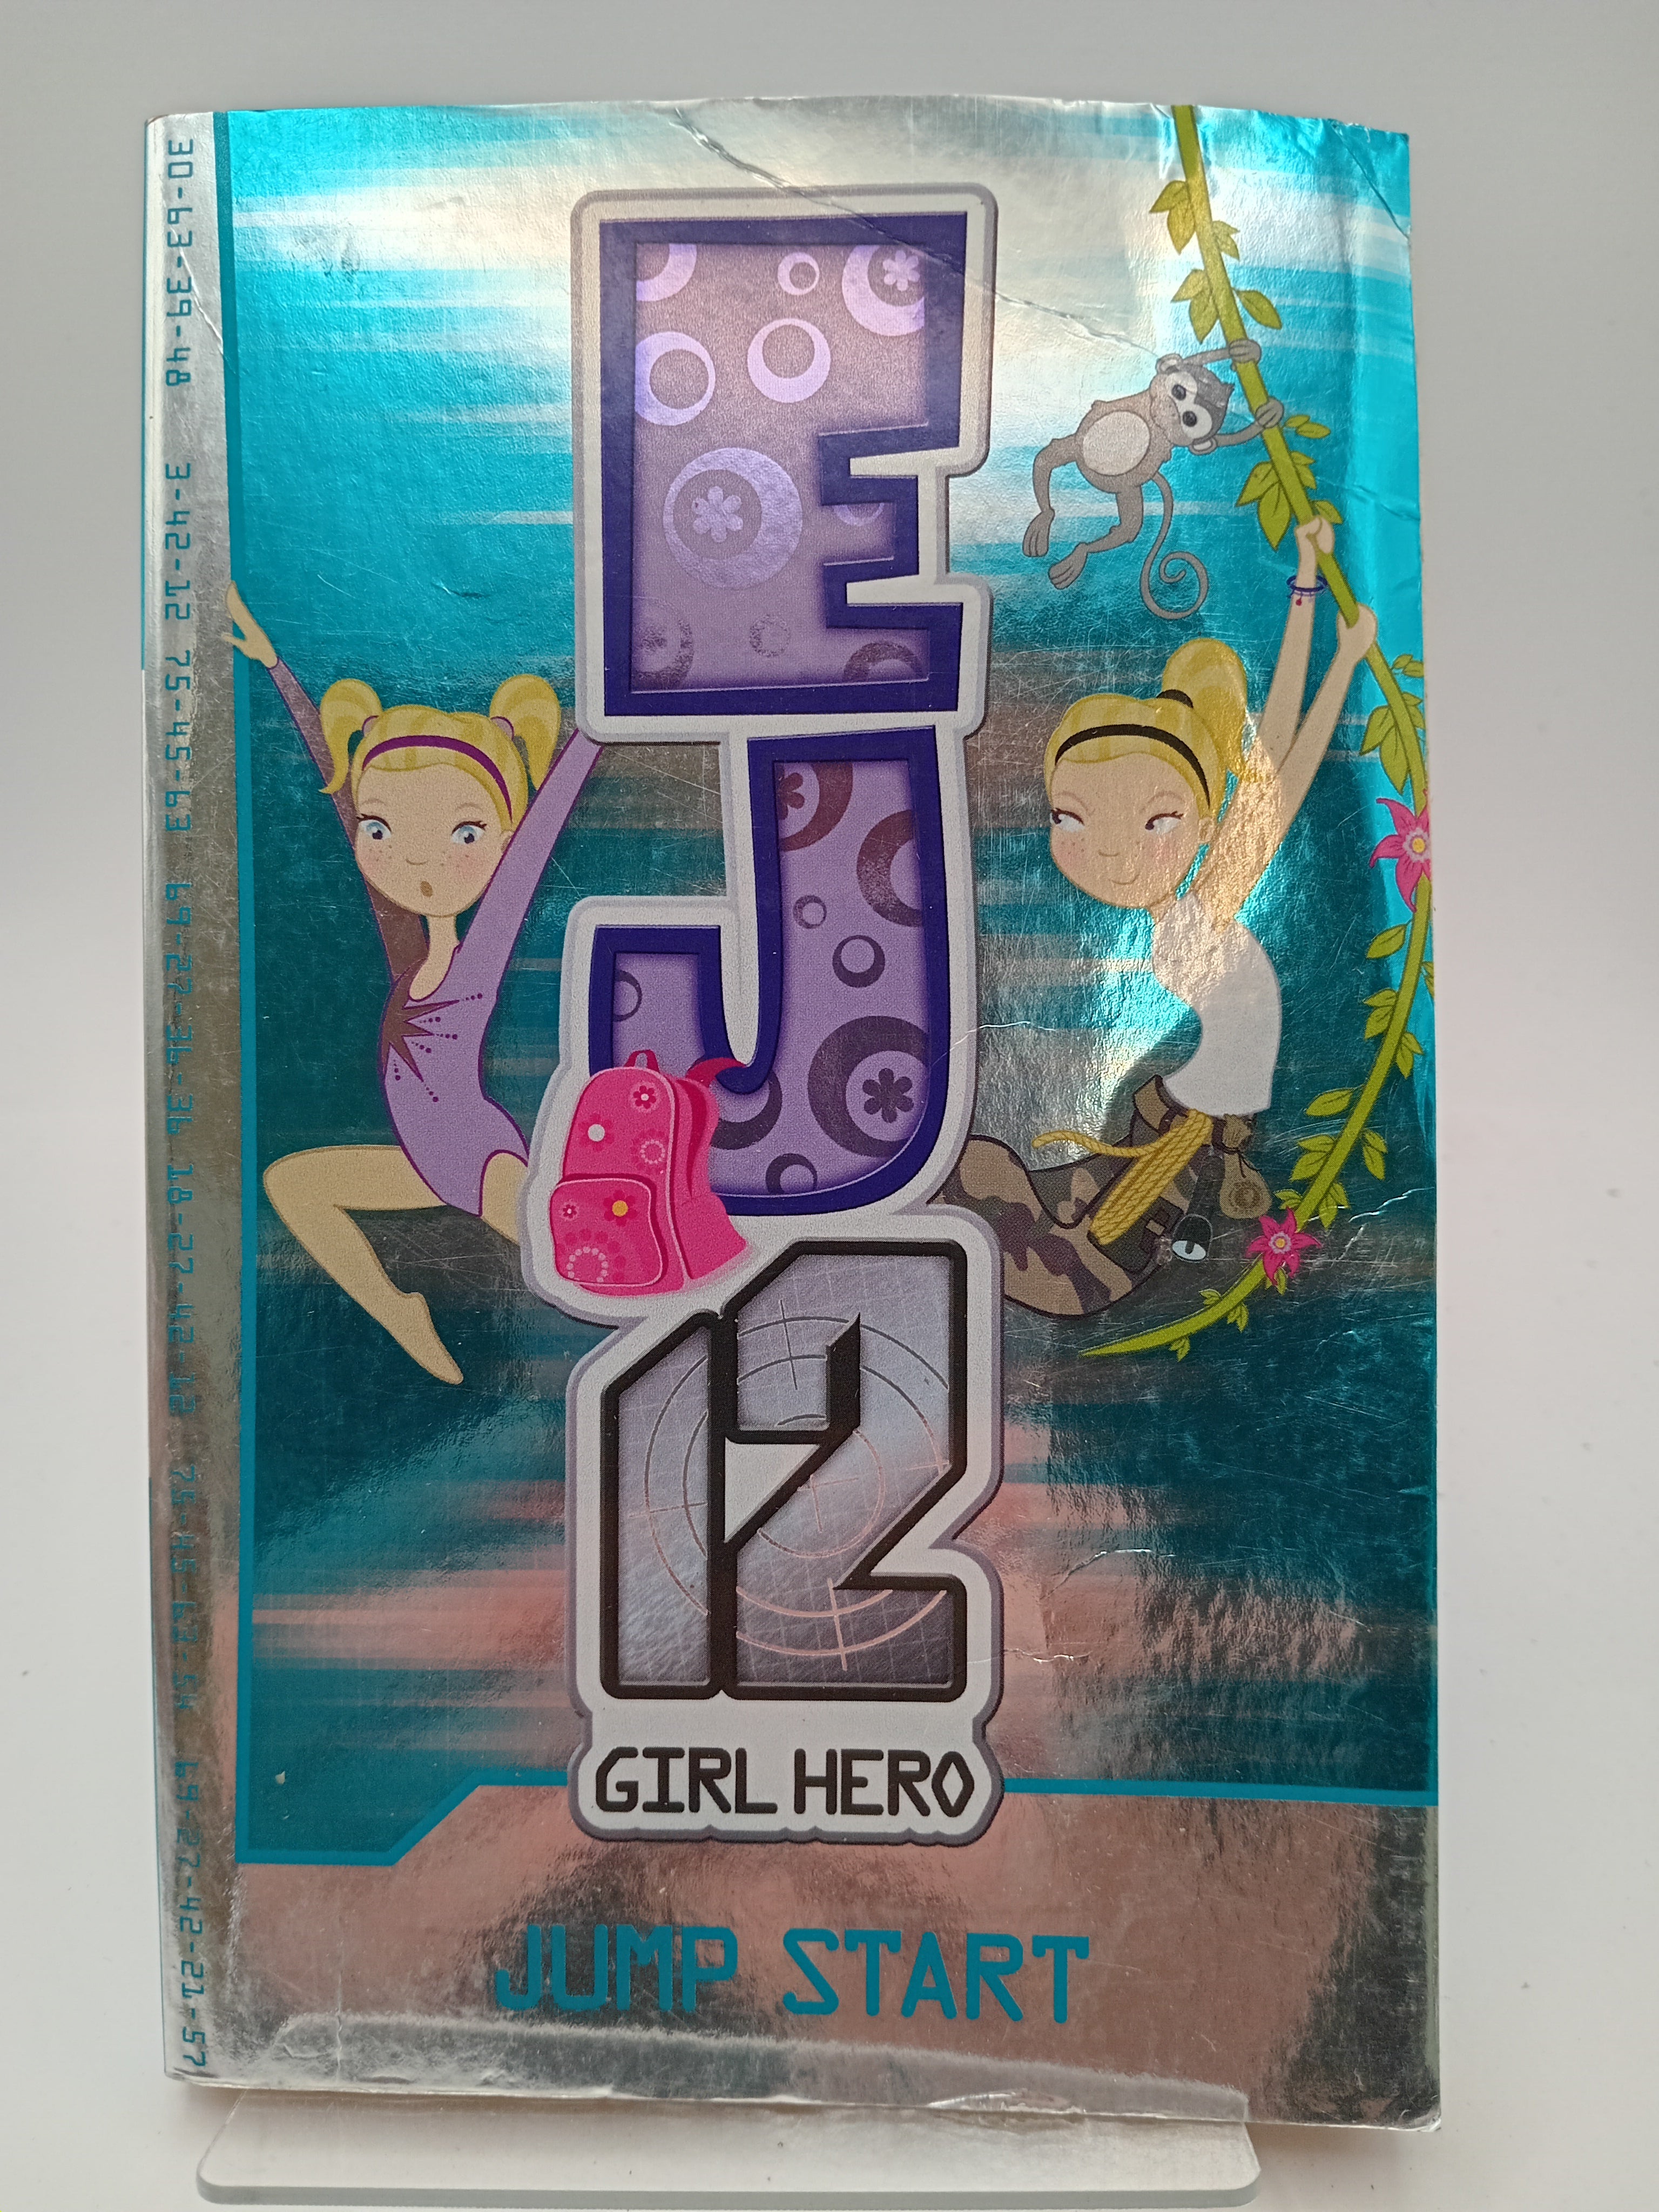 30-63-39-48 3-42-12 75-45-63 69-27-36-36 18-27-42-12 75-45-63-54 69-27-42-21-57
EJ
12
GIRL HERO
JUMP START